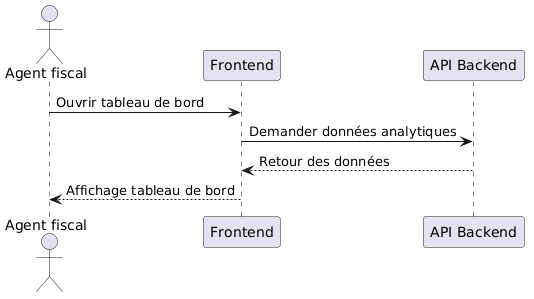 Agent fiscal
Frontend
API Backend
Ouvrir tableau de bord
Demander données analytiques
Retour des données
Affichage tableau de bord
Agent fiscal
Frontend
API Backend